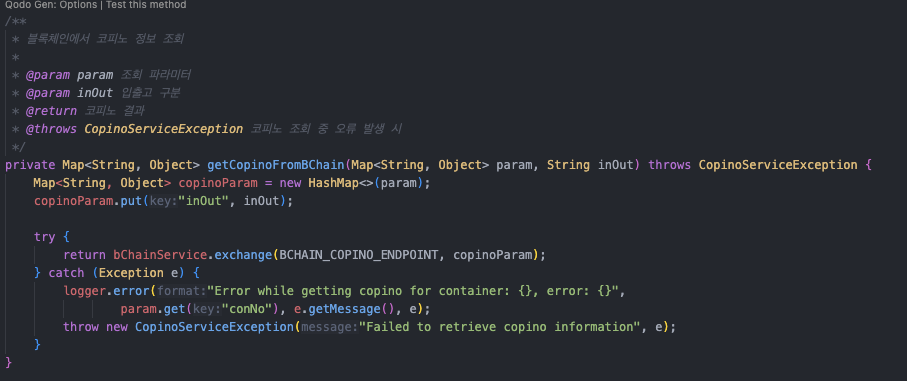 Qodo Gen: Options | Test this method
/**
 * 블록체인에서 코피노 정보 조회
 *
 * @param param 조회 파라미터
 * @param inOut 입출고 구분
 * @return 코피노 결과
 * @throws CopinoServiceException 코피노 조회 중 오류 발생 시
 */
private Map<String, Object> getCopinoFromBChain(Map<String, Object> param, String inOut) throws CopinoServiceException {
    Map<String, Object> copinoParam = new HashMap<>(param);
    copinoParam.put(key:"inOut", inOut);

    try {
        return bChainService.exchange(BCHAIN_COPINO_ENDPOINT, copinoParam);
    } catch (Exception e) {
        logger.error(format:"Error while getting copino for container: {}, error: {}",
                param.get(key:"conNo"), e.getMessage(), e);
        throw new CopinoServiceException(message:"Failed to retrieve copino information", e);
    }
}